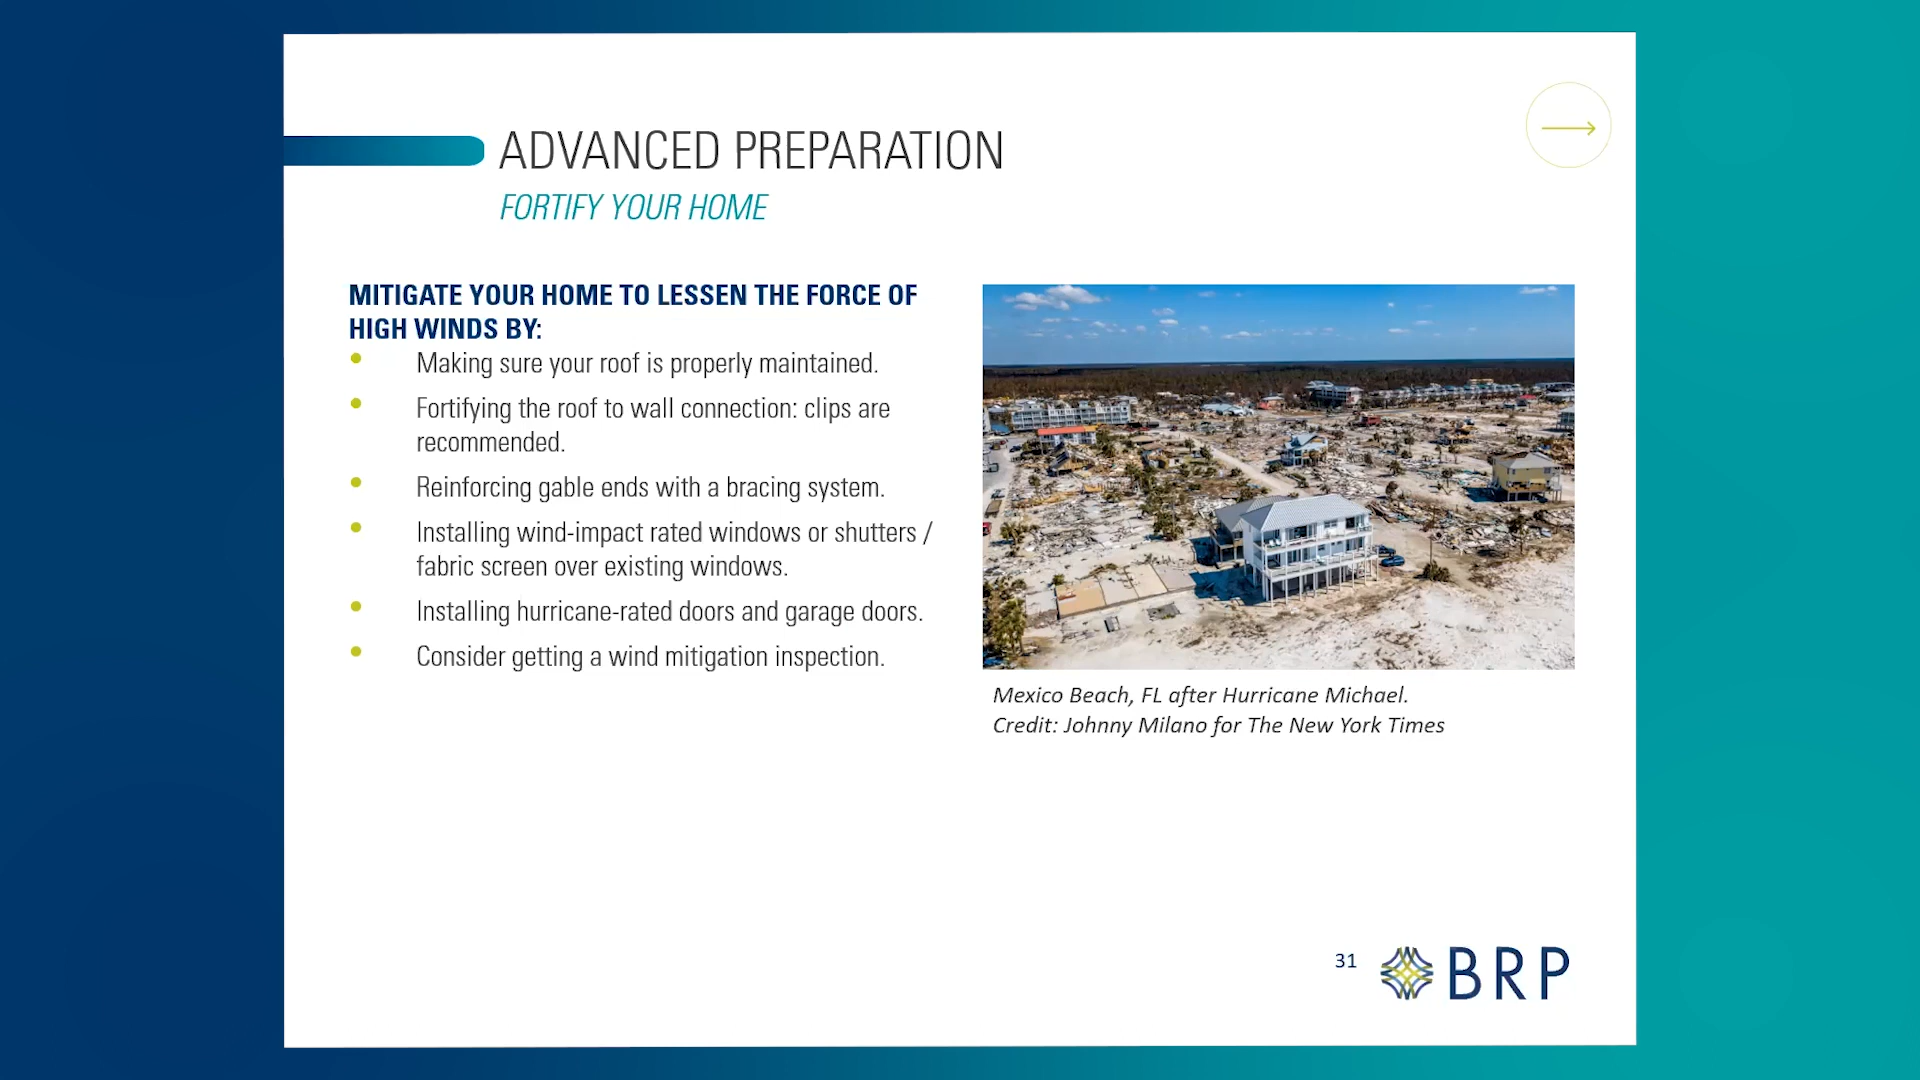 ADVANCED PREPARATION
FORTIFY YOUR HOME
MITIGATE YOUR HOME TO LESSEN THE FORCE OF
HIGH WINDS BY:
• Making sure your roof is properly maintained.
• Fortifying the roof to wall connection: clips are
recommended.
• Reinforcing gable ends with a bracing system.
• Installing wind-impact rated windows or shutters /
fabric screen over existing windows.
• Installing hurricane-rated doors and garage doors.
• Consider getting a wind mitigation inspection.
Mexico Beach, FL after Hurricane Michael.
Credit: Johnny Milano for The New York Times
31
BRP